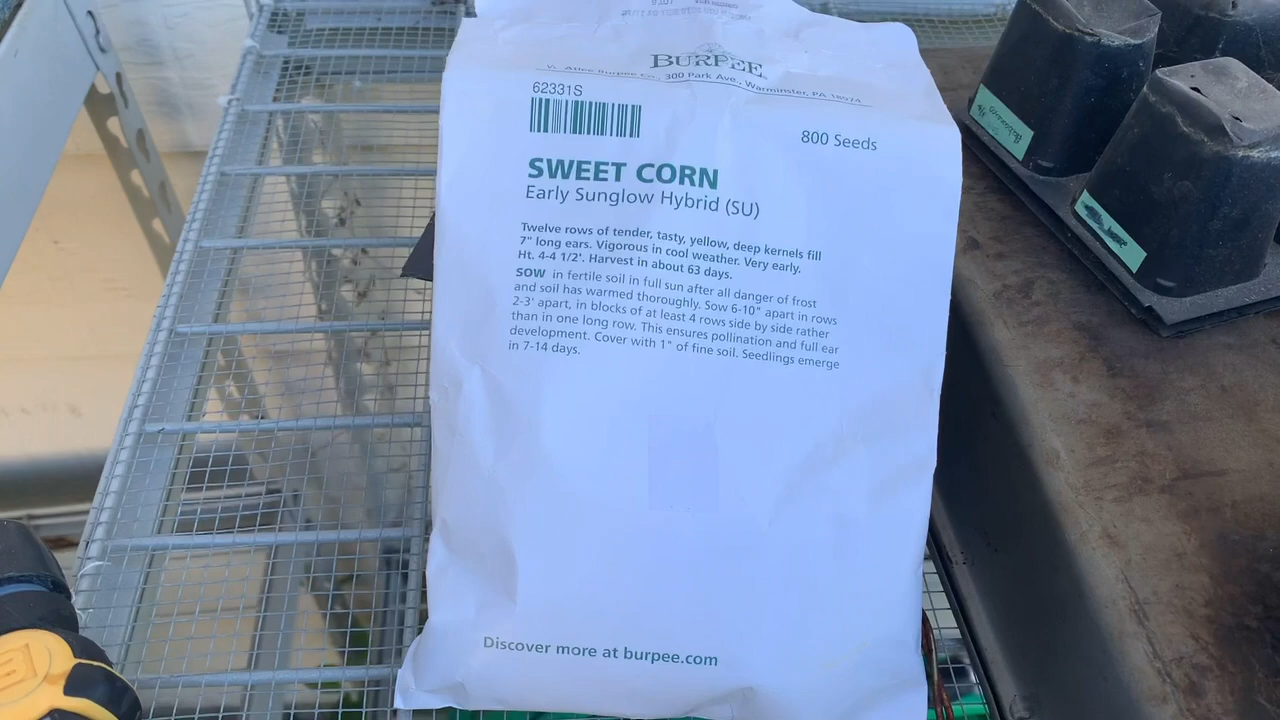 BURPEE
W. Atlee Burpee Co., 300 Park Ave., Warminster, PA 18974
62331S
800 Seeds
SWEET CORN
Early Sunglow Hybrid (SU)
Twelve rows of tender, tasty, yellow, deep kernels fill
7" long ears. Vigorous in cool weather. Very early.
Ht. 4-4 1/2'. Harvest in about 63 days.
SOW in fertile soil in full sun after all danger of frost
and soil has warmed thoroughly. Sow 6-10" apart in rows
2-3' apart, in blocks of at least 4 rows side by side rather
than in one long row. This ensures pollination and full ear
development. Cover with 1" of fine soil. Seedlings emerge
in 7-14 days.
Discover more at burpee.com